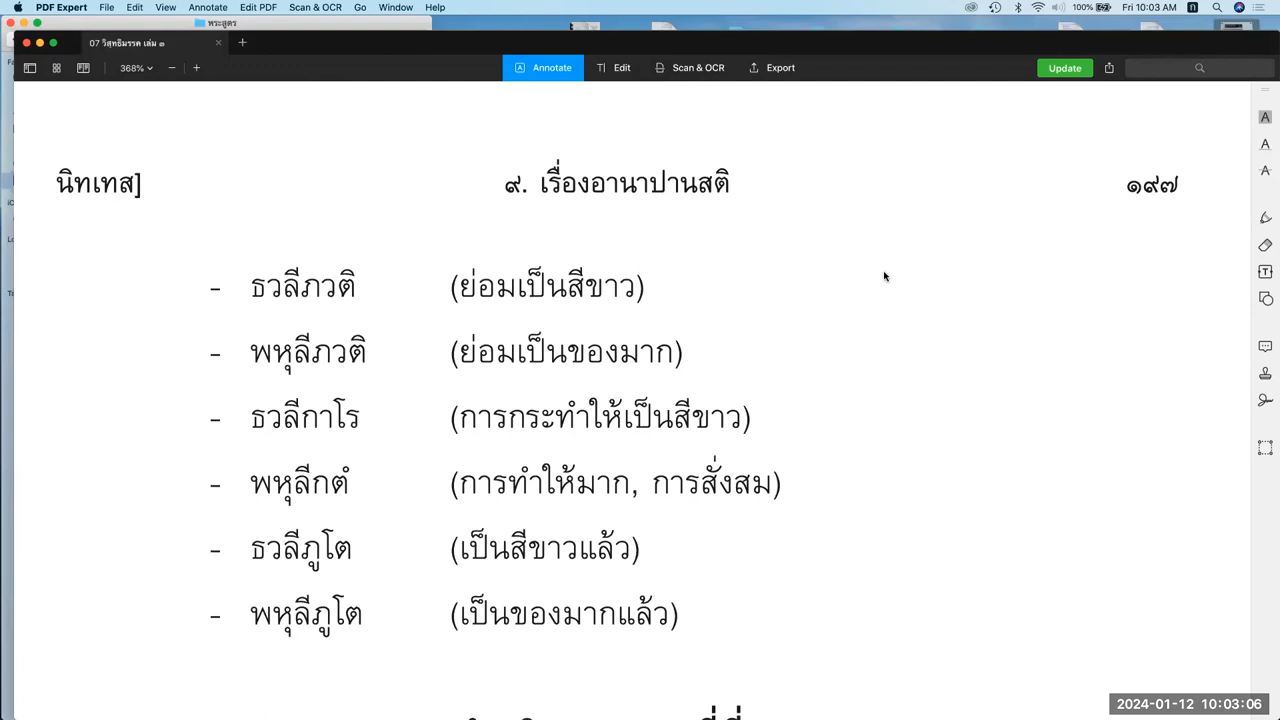 PDF Expert File Edit View Annotate Edit PDF Scan & OCR Go Window Help 100% Fri 10:03 AM
พระสูตร
07 วิสุทธิมรรค เล่ม ๑
368% Annotate Edit Scan & OCR Export Update
นิทเทส] ๙. เรื่องอานาปานสติ ๑๙๗
- ธวลีภวติ (ย่อมเป็นสีขาว)
- พหุลีภวติ (ย่อมเป็นของมาก)
- ธวลีกาโร (การกระทำให้เป็นสีขาว)
- พหุลีกตํ (การทำให้มาก, การสั่งสม)
- ธวลีภูโต (เป็นสีขาวแล้ว)
- พหุลีภูโต (เป็นของมากแล้ว)
2024-01-12 10:03:06